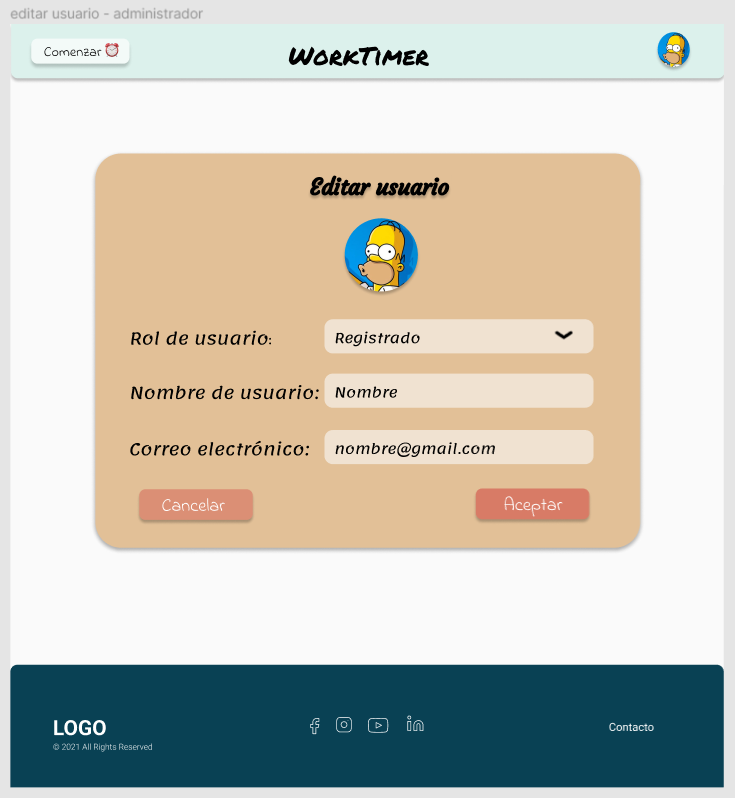 editar usuario - administrador
Comenzar ⏰
WorkTimer
Editar usuario
Rol de usuario: Registrado
Nombre de usuario: Nombre
Correo electrónico: nombre@gmail.com
Cancelar Aceptar
LOGO
© 2021 All Rights Reserved
Contacto